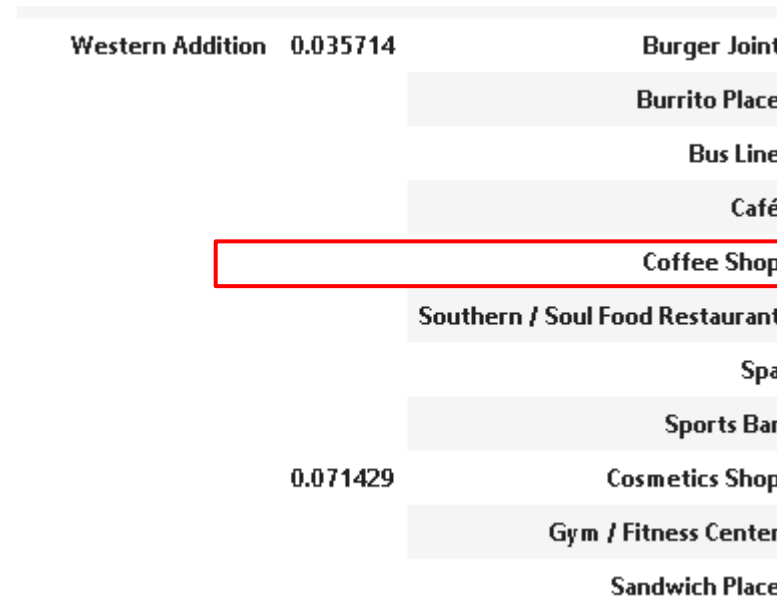 Western Addition 0.035714 Burger Joint
Burrito Place
Bus Line
Café
Coffee Shop
Southern / Soul Food Restaurant
Spa
Sports Bar
0.071429 Cosmetics Shop
Gym / Fitness Center
Sandwich Place